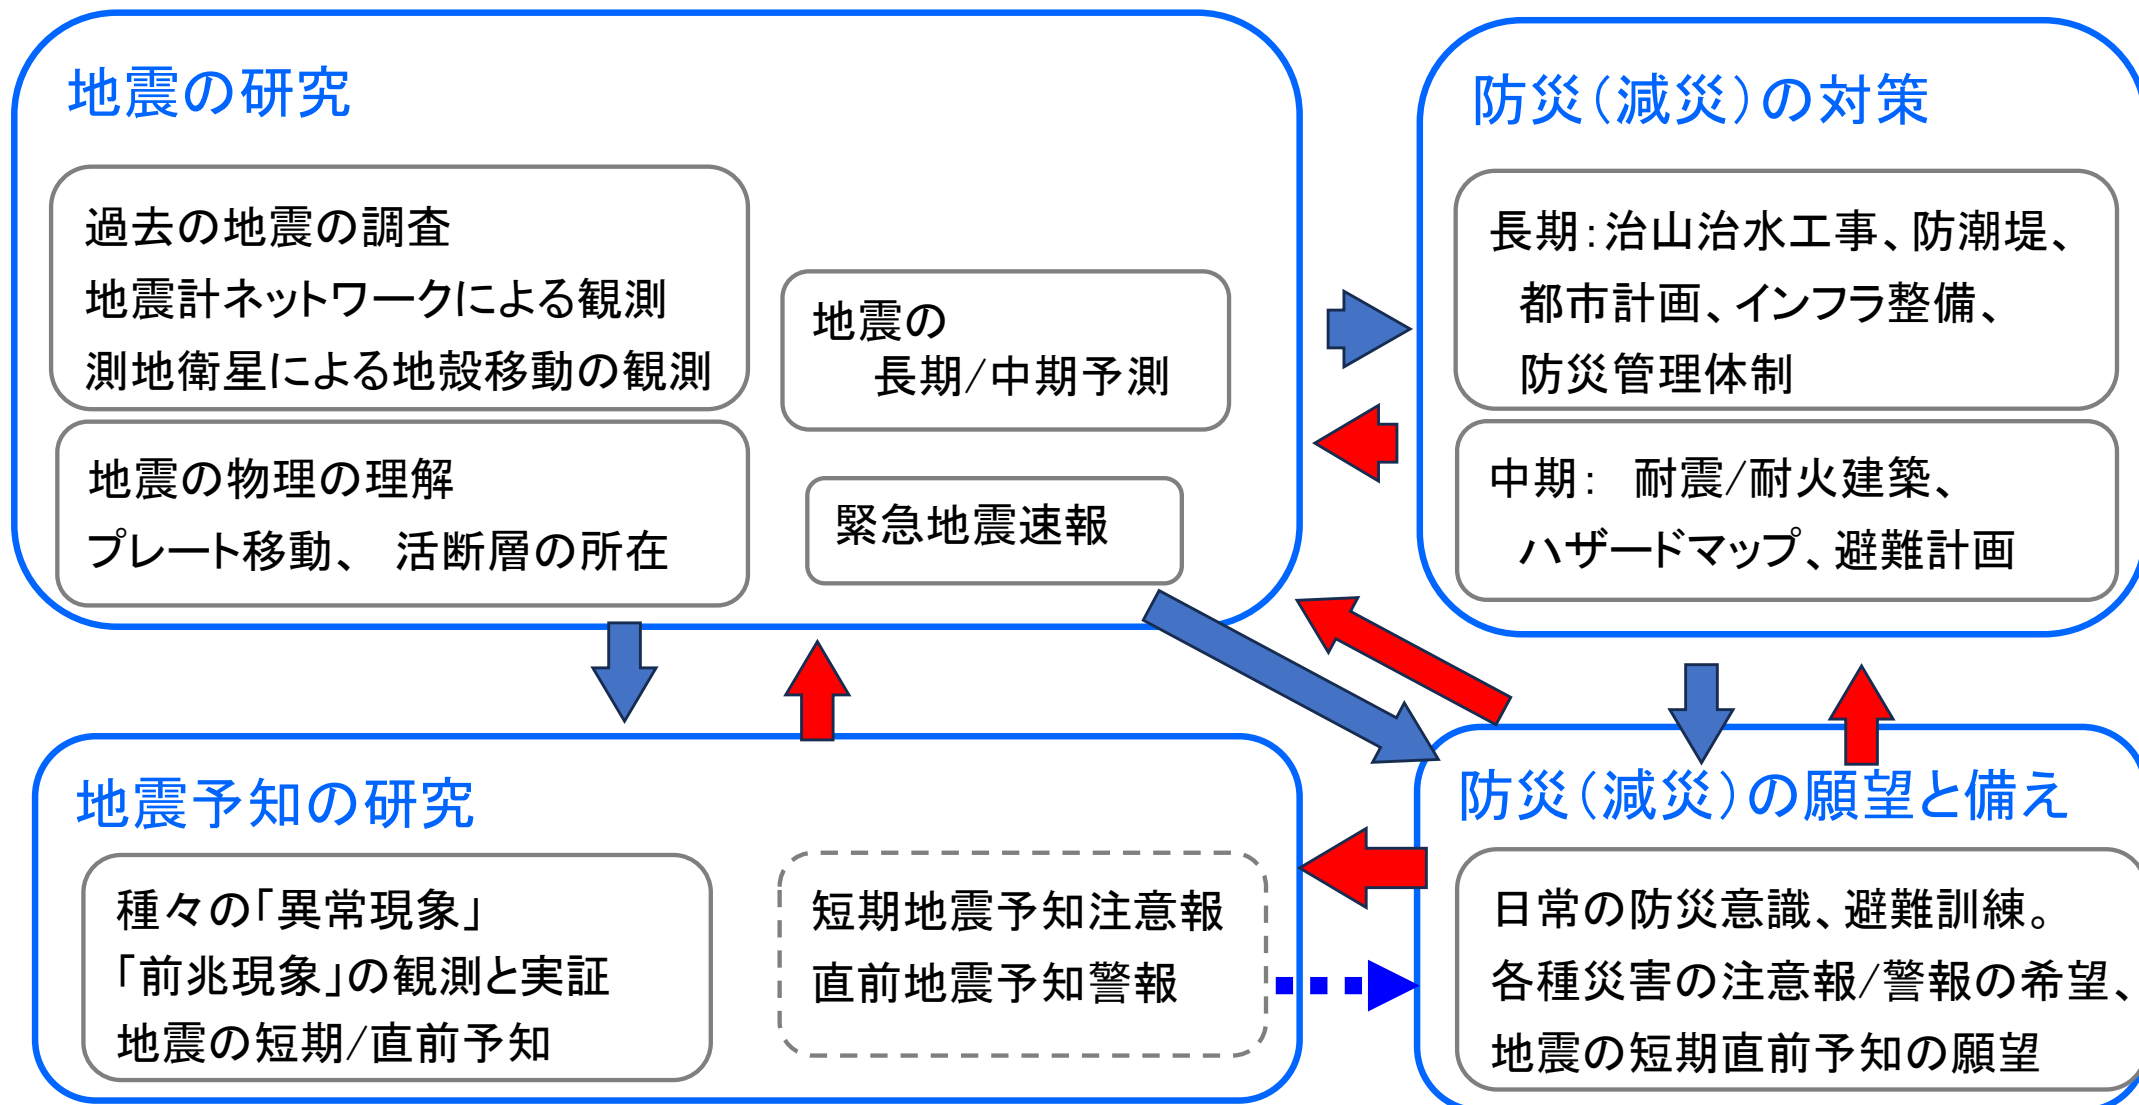 地震の研究
過去の地震の調査
地震計ネットワークによる観測
測地衛星による地殻移動の観測
地震の物理の理解
プレート移動、 活断層の所在
地震の
長期/中期予測
緊急地震速報
防災(減災)の対策
長期:治山治水工事、防潮堤、
都市計画、インフラ整備、
防災管理体制
中期: 耐震/耐火建築、
ハザードマップ、避難計画
地震予知の研究
種々の「異常現象」
「前兆現象」の観測と実証
地震の短期/直前予知
短期地震予知注意報
直前地震予知警報
防災(減災)の願望と備え
日常の防災意識、避難訓練。
各種災害の注意報/警報の希望、
地震の短期直前予知の願望